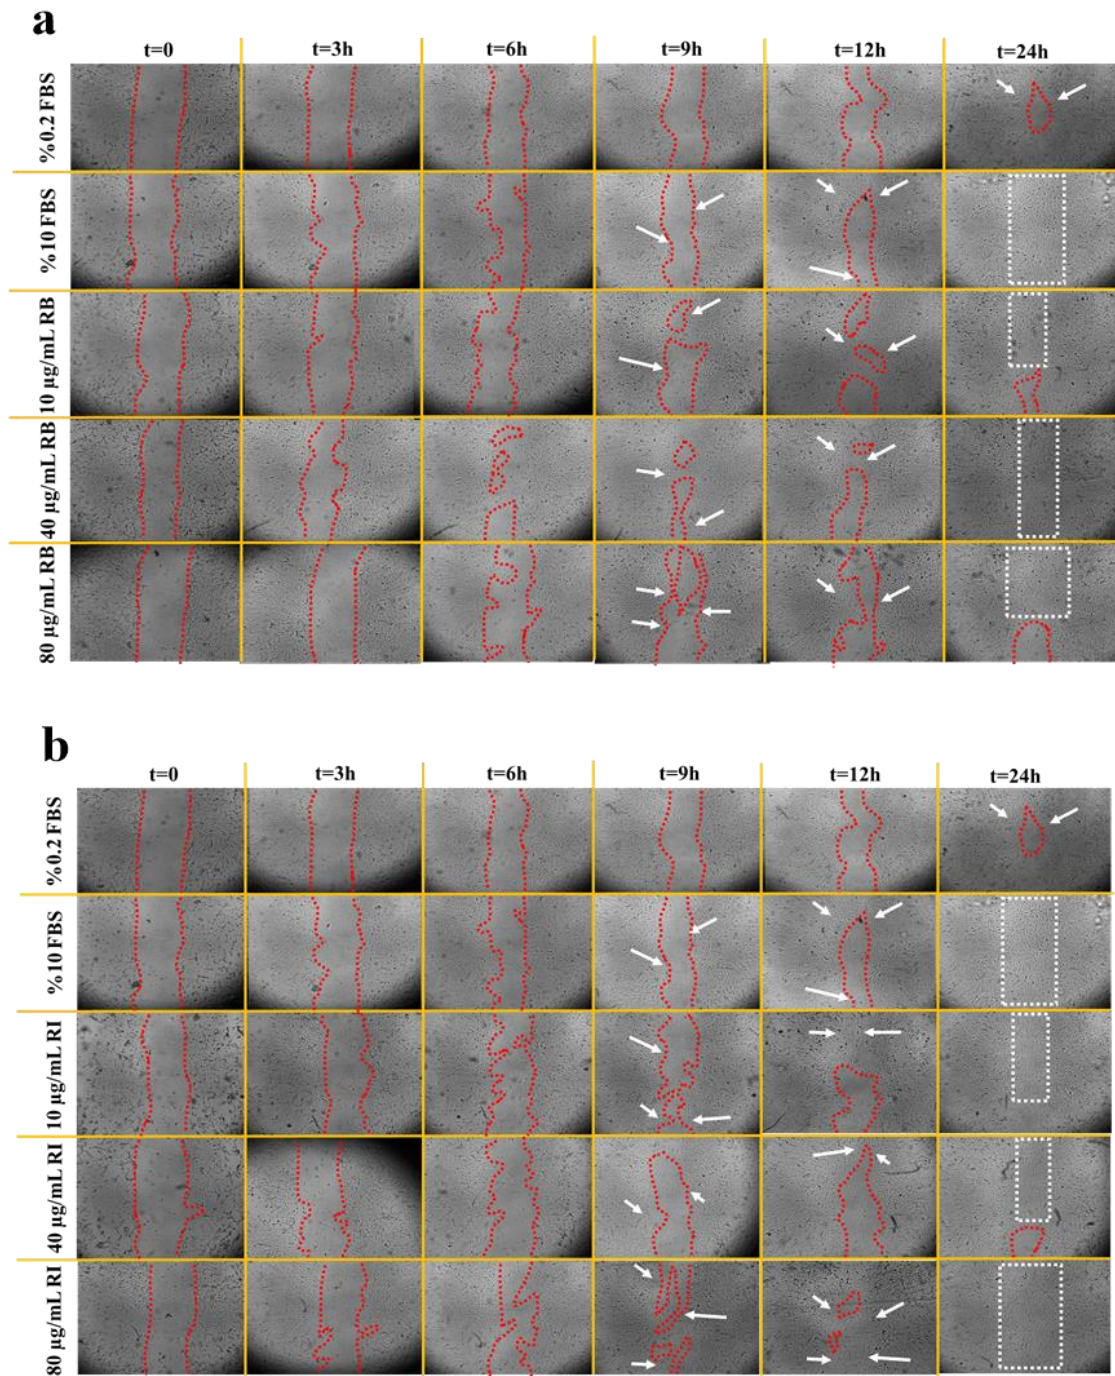 a
t=0 t=3h t=6h t=9h t=12h t=24h
%0.2 FBS
%10 FBS
10 µg/mL RB
40 µg/mL RB
80 µg/mL RB
b
t=0 t=3h t=6h t=9h t=12h t=24h
%0.2 FBS
%10 FBS
10 µg/mL RI
40 µg/mL RI
80 µg/mL RI